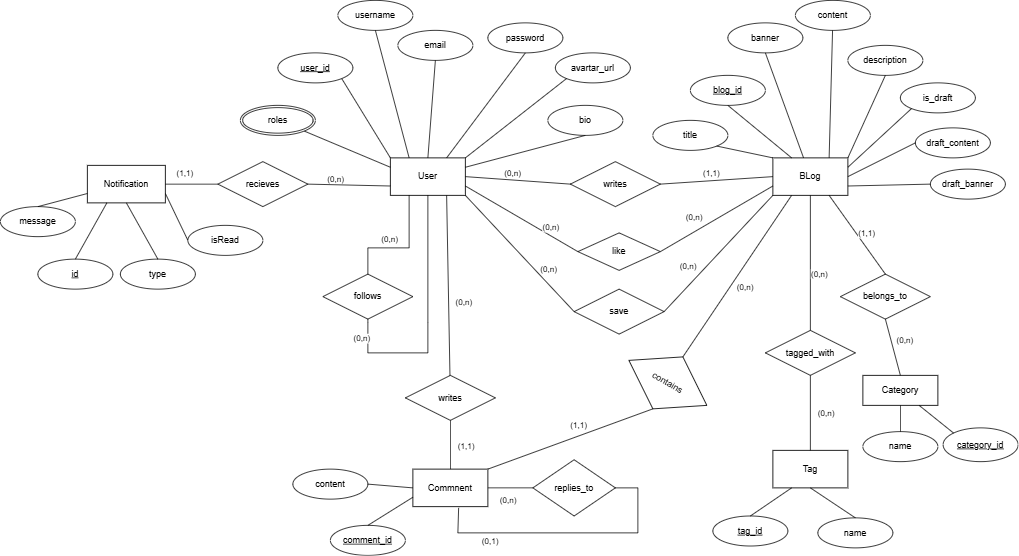 username
content
banner
password
email
description
user_id
avartar_url
blog_id
is_draft
roles
bio
title
draft_content
Notification
(1,1)
recieves
(0,n)
User
(0,n)
writes
(1,1)
BLog
draft_banner
message
isRead
id
type
(0,n)
follows
(0,n)
(0,n)
like
(0,n)
(0,n)
save
(0,n)
(0,n)
(0,n)
(1,1)
belongs_to
(0,n)
(0,n)
writes
(1,1)
contains
(1,1)
tagged_with
(0,n)
Category
name
category_id
content
Commnent
(0,n)
replies_to
(0,1)
comment_id
Tag
tag_id
name